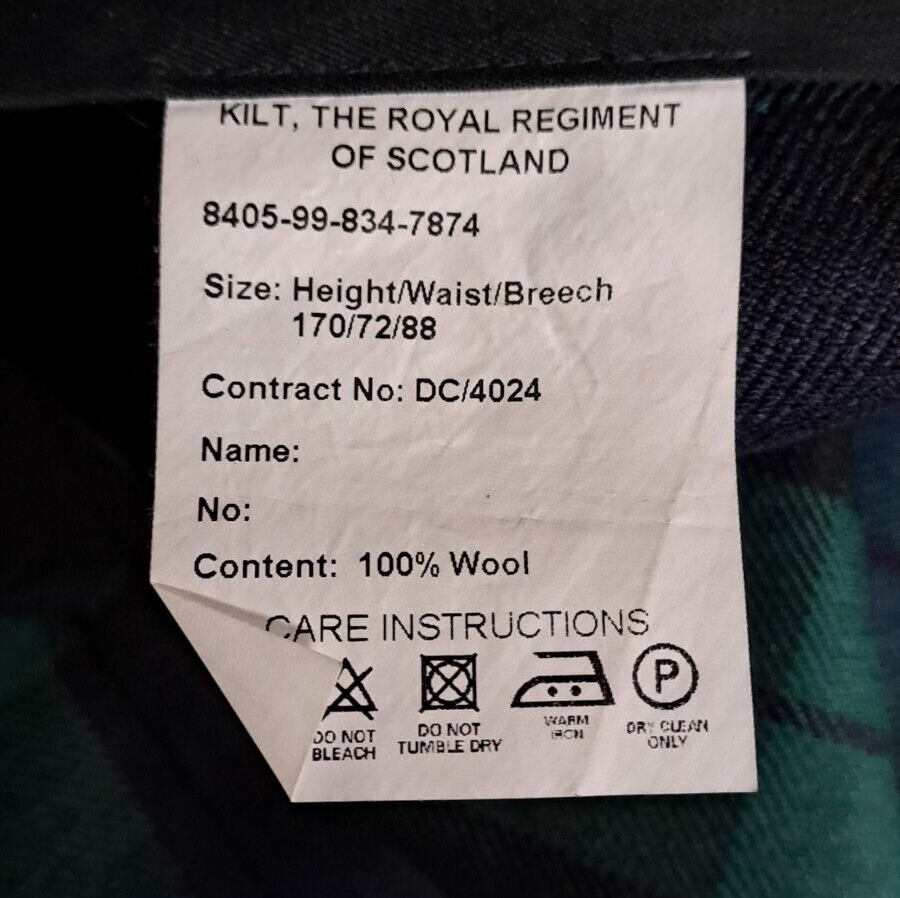 KILT, THE ROYAL REGIMENT
OF SCOTLAND
8405-99-834-7874
Size: Height/Waist/Breech
170/72/88
Contract No: DC/4024
Name:
No:
Content: 100% Wool
CARE INSTRUCTIONS
DO NOT
BLEACH
DO NOT
TUMBLE DRY
WARM
IRON
P
DRY CLEAN
ONLY